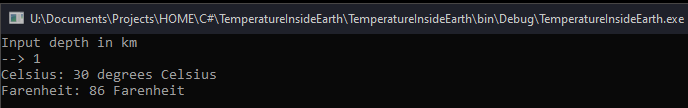 U:\Documents\Projects\HOME\C#\TemperatureInsideEarth\TemperatureInsideEarth\bin\Debug\TemperatureInsideEarth.exe
Input depth in km
--> 1
Celsius: 30 degrees Celsius
Farenheit: 86 Farenheit